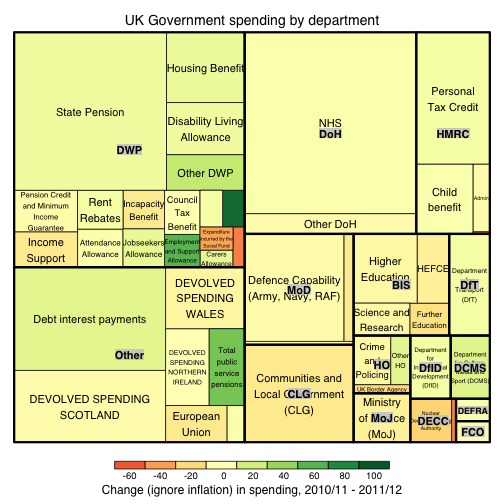 UK Government spending by department
State Pension
DWP
Housing Benefit
Disability Living
Allowance
Other DWP
Pension Credit
and Minimum
Income
Guarantee
Rent
Rebates
Incapacity
Benefit
Council
Tax
Benefit
Income
Support
Attendance
Allowance
Jobseekers
Allowance
Employment
and Support
Allowance
Expenditure
incurred by the
Social Fund
Carers
Allowance
NHS
DoH
Other DoH
Personal
Tax Credit
HMRC
Child
benefit
Admin
Debt interest payments
Other
DEVOLVED SPENDING
SCOTLAND
DEVOLVED
SPENDING
WALES
DEVOLVED
SPENDING
NORTHERN
IRELAND
Total
public
service
pensions
European
Union
Defence Capability
MoD
(Army, Navy, RAF)
Communities and
Local
CLG
(CLG)
Higher
Education
BIS
HEFCE
Science and
Research
Further
Education
Department
DfT
(DfT)
Crime
and
HO
Policing
Other
HO
UK Border Agency
Ministry
of
MoJ
(MoJ)
Department
for
DfID
Development
(DfID)
Department
DCMS
Sport (DCMS)
Nuclear
DECC
Authority
DEFRA
FCO
-60 -40 -20 0 20 40 60 80 100
Change (ignore inflation) in spending, 2010/11 - 2011/12